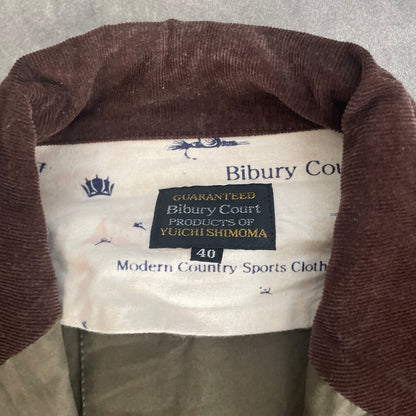 Bibury Cou
GUARANTEED
Bibury Court
PRODUCTS OF
YUICHI SHIMOMA
40
Modern Country Sports Cloth